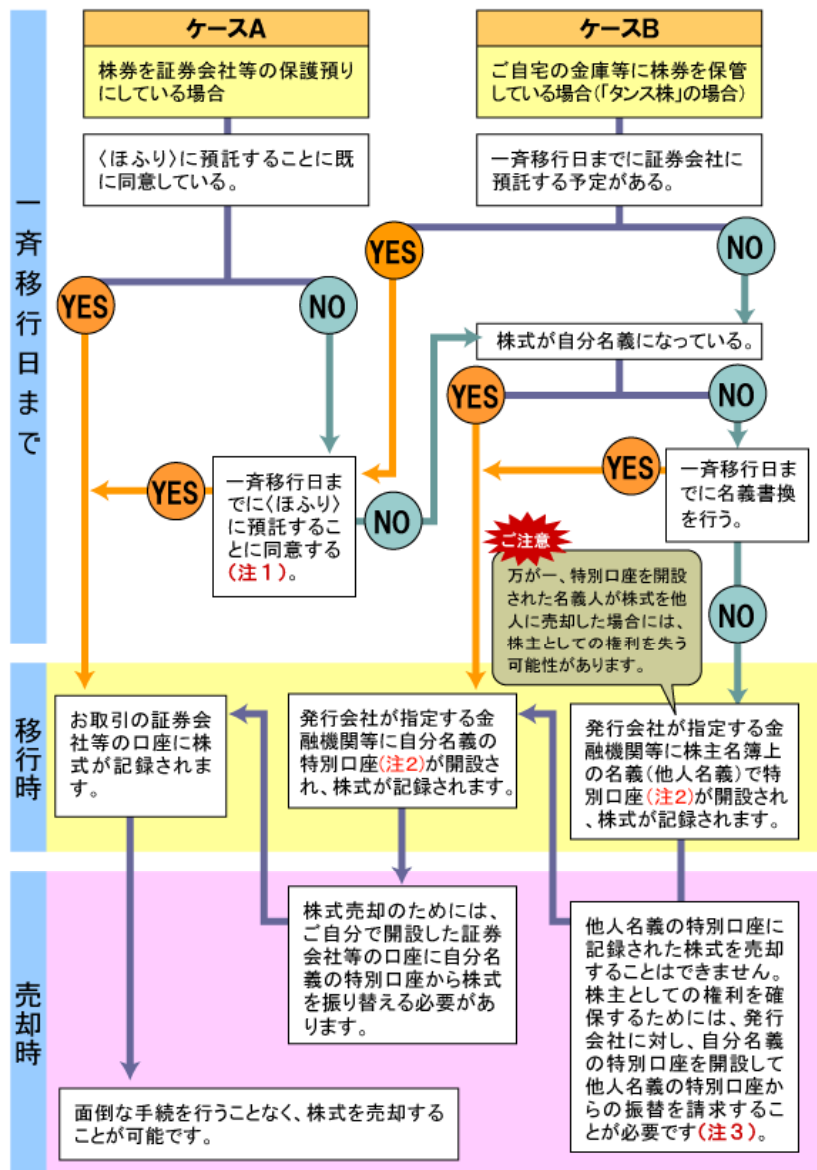 ケースA
株券を証券会社等の保護預り
にしている場合
ケースB
ご自宅の金庫等に株券を保管
している場合(「タンス株」の場合)
一斉移行日まで
〈ほふり〉に預託することに既
に同意している。
一斉移行日までに証券会社に
預託する予定がある。
YES
NO
YES
NO
株式が自分名義になっている。
YES
NO
一斉移行日ま
でに〈ほふり〉
に預託するこ
とに同意する
(注1)。
YES
NO
一斉移行日ま
でに名義書換
を行う。
YES
NO
ご注意
万が一、特別口座を開設
された名義人が株式を他
人に売却した場合には、
株主としての権利を失う
可能性があります。
移行時
お取引の証券会
社等の口座に株
式が記録されま
す。
発行会社が指定する金
融機関等に自分名義の
特別口座(注2)が開設さ
れ、株式が記録されます。
発行会社が指定する金
融機関等に株主名簿上
の名義(他人名義)で特
別口座(注2)が開設され
、株式が記録されます。
売却時
株式売却のためには、
ご自分で開設した証券
会社等の口座に自分名
義の特別口座から株式
を振り替える必要があ
ります。
他人名義の特別口座に
記録された株式を売却
することはできません。
株主としての権利を確
保するためには、発行
会社に対し、自分名義
の特別口座を開設して
他人名義の特別口座か
らの振替を請求するこ
とが必要です(注3)。
面倒な手続を行うことなく、株式を売却する
ことが可能です。